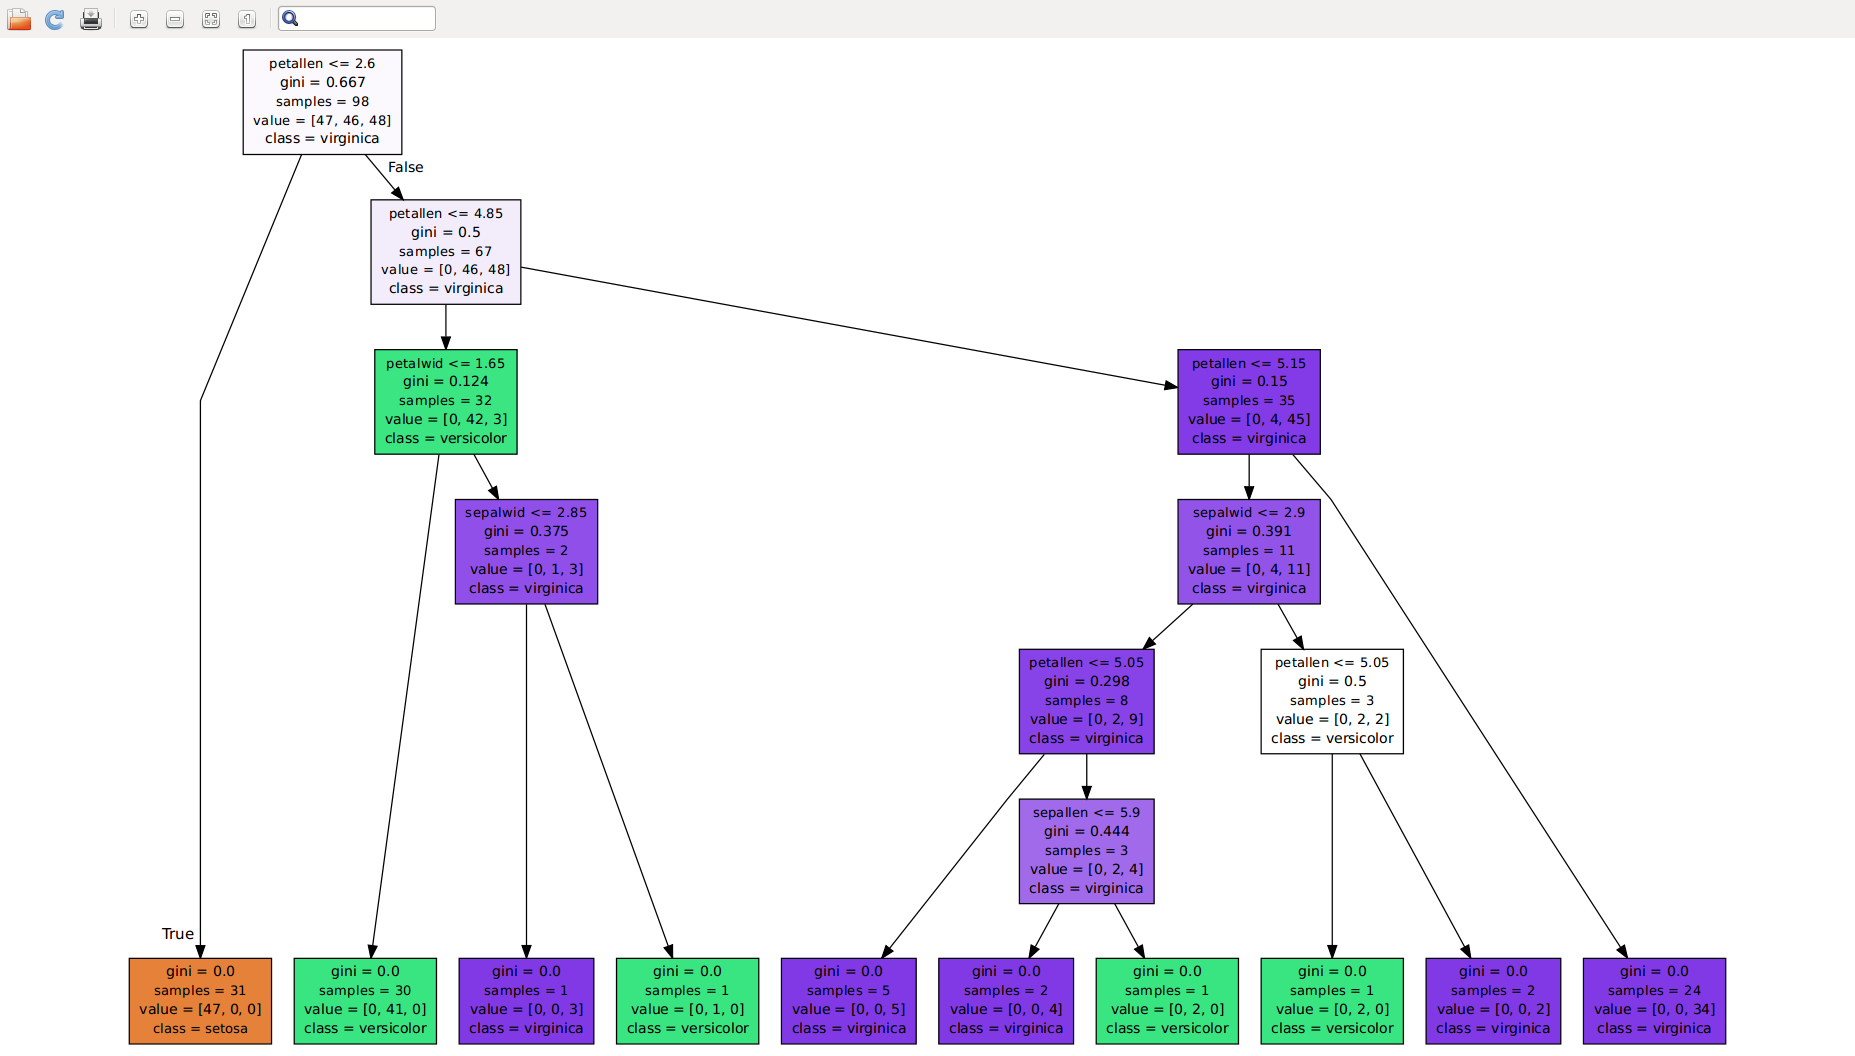 1
petallen <= 2.6
gini = 0.667
samples = 98
value = [47, 46, 48]
class = virginica
False
petallen <= 4.85
gini = 0.5
samples = 67
value = [0, 46, 48]
class = virginica
petalwid <= 1.65
gini = 0.124
samples = 32
value = [0, 42, 3]
class = versicolor
petallen <= 5.15
gini = 0.15
samples = 35
value = [0, 4, 45]
class = virginica
sepalwid <= 2.85
gini = 0.375
samples = 2
value = [0, 1, 3]
class = virginica
sepalwid <= 2.9
gini = 0.391
samples = 11
value = [0, 4, 11]
class = virginica
petallen <= 5.05
gini = 0.298
samples = 8
value = [0, 2, 9]
class = virginica
petallen <= 5.05
gini = 0.5
samples = 3
value = [0, 2, 2]
class = versicolor
sepallen <= 5.9
gini = 0.444
samples = 3
value = [0, 2, 4]
class = virginica
True
gini = 0.0
samples = 31
value = [47, 0, 0]
class = setosa
gini = 0.0
samples = 30
value = [0, 41, 0]
class = versicolor
gini = 0.0
samples = 1
value = [0, 0, 3]
class = virginica
gini = 0.0
samples = 1
value = [0, 1, 0]
class = versicolor
gini = 0.0
samples = 5
value = [0, 0, 5]
class = virginica
gini = 0.0
samples = 2
value = [0, 0, 4]
class = virginica
gini = 0.0
samples = 1
value = [0, 2, 0]
class = versicolor
gini = 0.0
samples = 1
value = [0, 2, 0]
class = versicolor
gini = 0.0
samples = 2
value = [0, 0, 2]
class = virginica
gini = 0.0
samples = 24
value = [0, 0, 34]
class = virginica